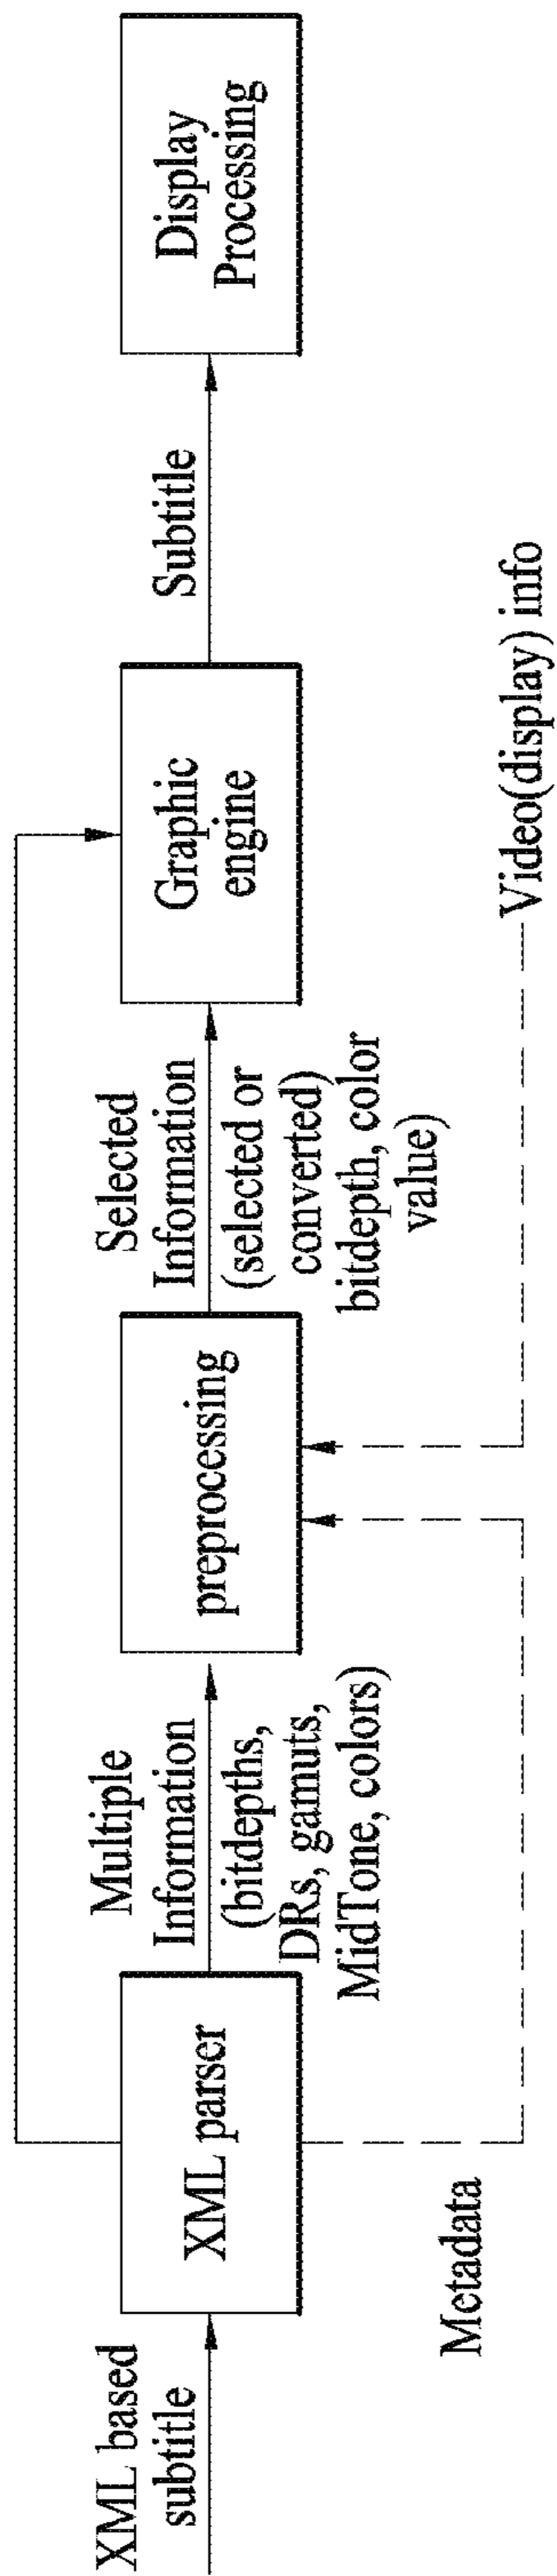 XML based
subtitle
XML parser
Multiple
Information
(bitdepths,
DRs, gamuts,
MidTone, colors)
preprocessing
Selected
Information
(selected or
converted)
bitdepth, color
value)
Graphic
engine
Subtitle
Display
Processing
Metadata
Video(display) info